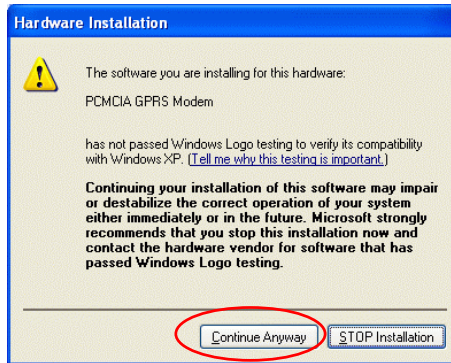 Hardware Installation
The software you are installing for this hardware:
PCMCIA GPRS Modem
has not passed Windows Logo testing to verify its compatibility
with Windows XP. (Tell me why this testing is important.)
Continuing your installation of this software may impair
or destabilize the correct operation of your system
either immediately or in the future. Microsoft strongly
recommends that you stop this installation now and
contact the hardware vendor for software that has
passed Windows Logo testing.
Continue Anyway
STOP Installation